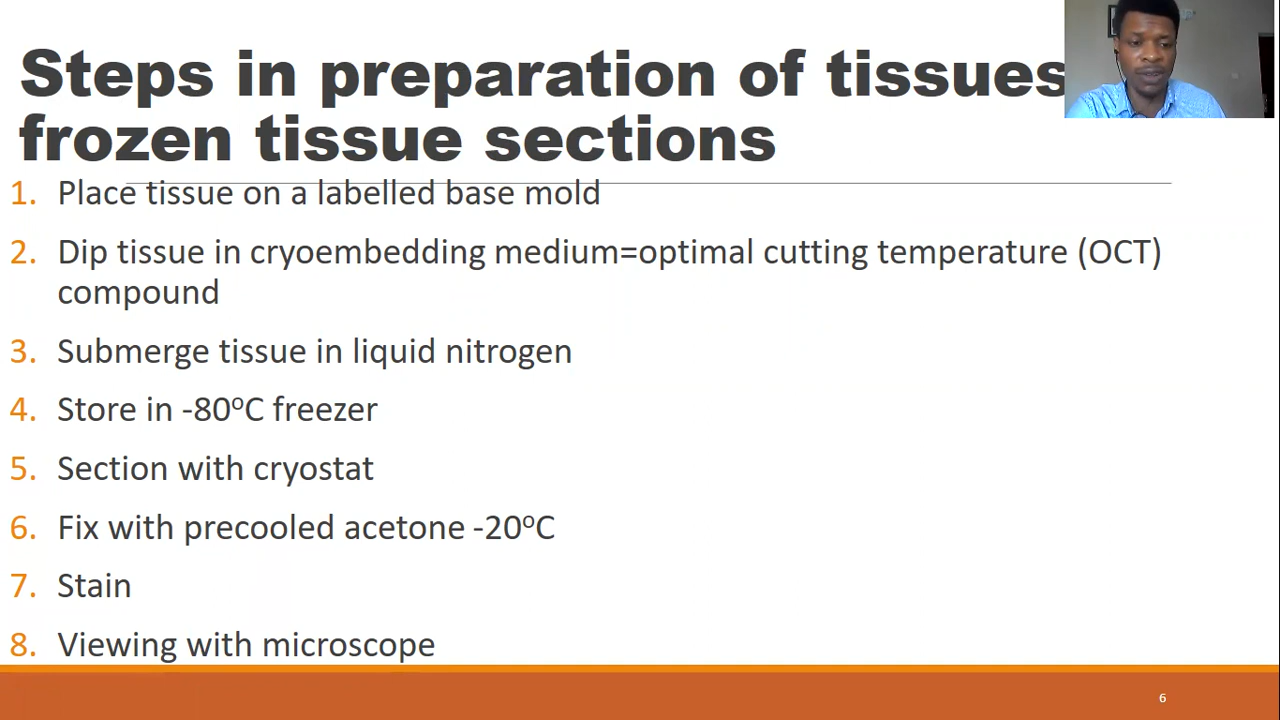 Steps in preparation of tissues
frozen tissue sections
1. Place tissue on a labelled base mold
2. Dip tissue in cryoembedding medium=optimal cutting temperature (OCT)
compound
3. Submerge tissue in liquid nitrogen
4. Store in -80ºC freezer
5. Section with cryostat
6. Fix with precooled acetone -20ºC
7. Stain
8. Viewing with microscope
6